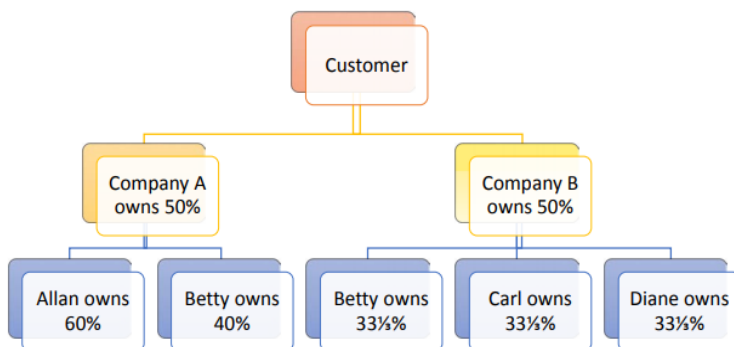 Customer
Company A
owns 50%
Company B
owns 50%
Allan owns
60%
Betty owns
40%
Betty owns
33⅓%
Carl owns
33⅓%
Diane owns
33⅓%